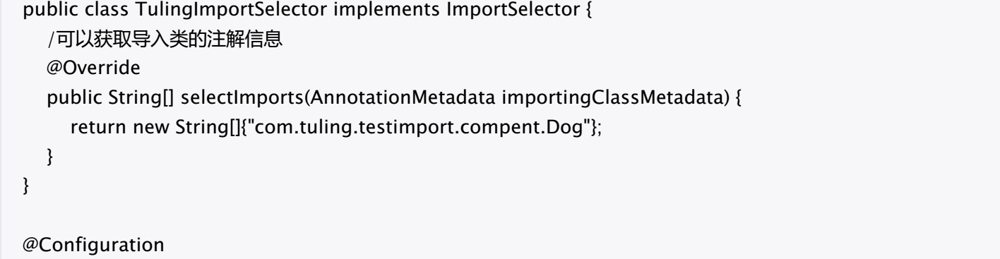 public class TulingImportSelector implements ImportSelector {
/可以获取导入类的注解信息
@Override
public String[] selectImports(AnnotationMetadata importingClassMetadata) {
return new String[]{"com.tuling.testimport.compent.Dog"};
}
}
@Configuration